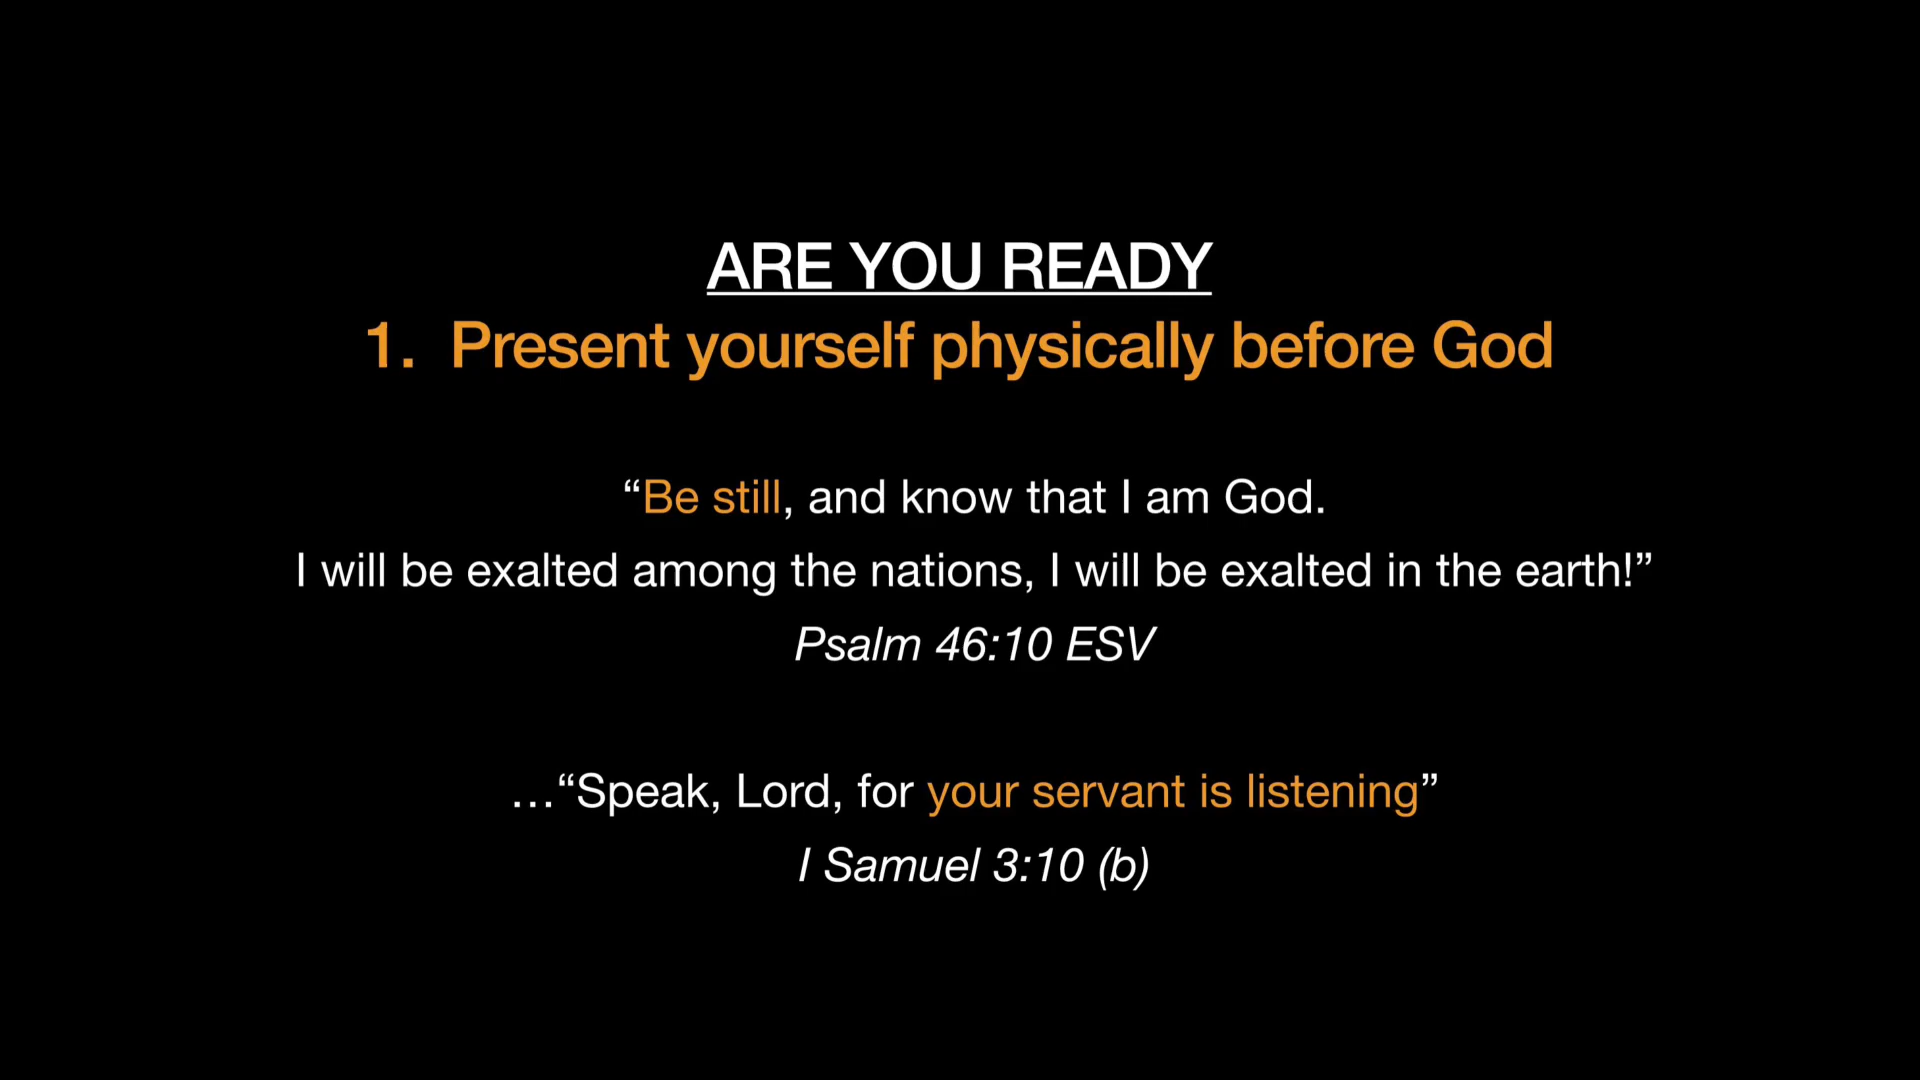 ARE YOU READY
1. Present yourself physically before God
“Be still, and know that I am God.
I will be exalted among the nations, I will be exalted in the earth!”
Psalm 46:10 ESV
…“Speak, Lord, for your servant is listening”
I Samuel 3:10 (b)